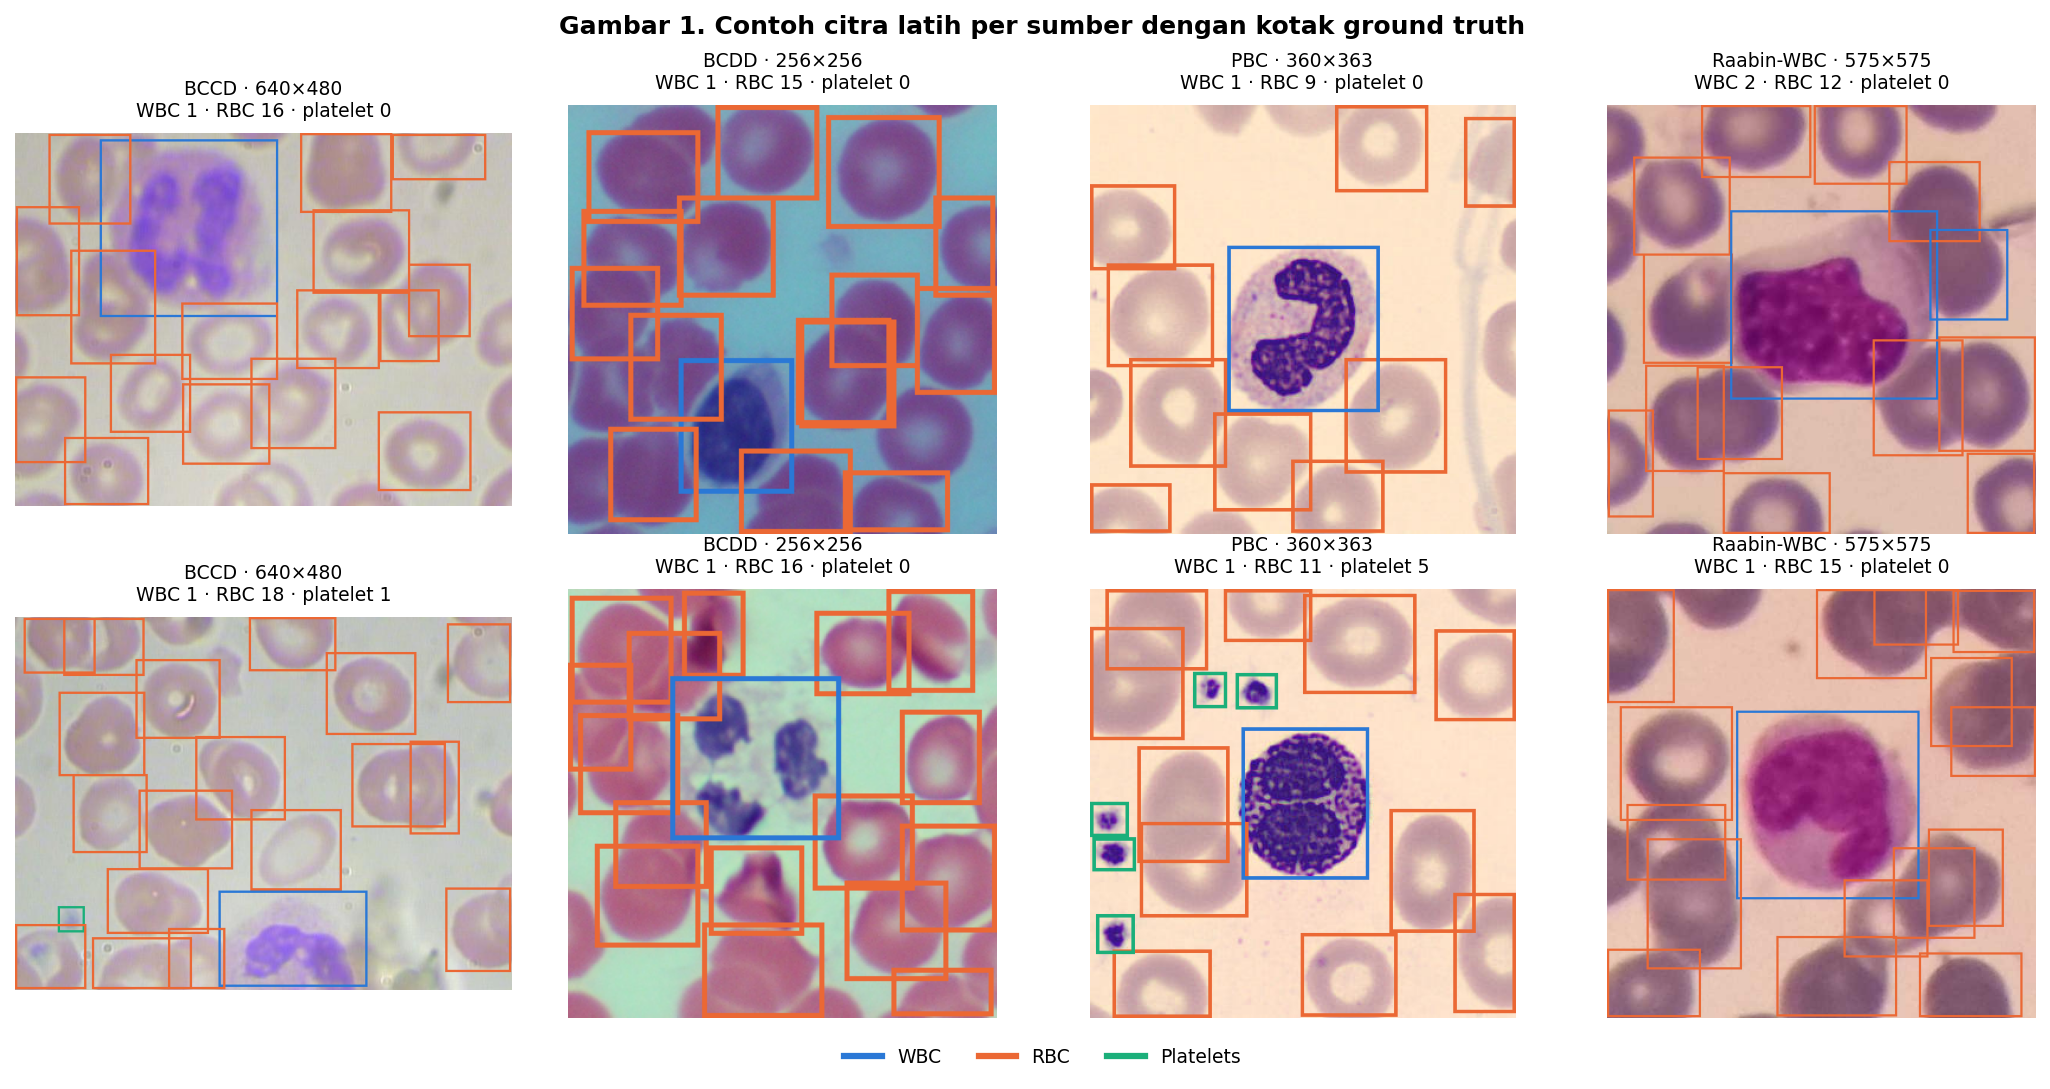 Gambar 1. Contoh citra latih per sumber dengan kotak ground truth
BCCD · 640×480
WBC 1 · RBC 16 · platelet 0
BCDD · 256×256
WBC 1 · RBC 15 · platelet 0
PBC · 360×363
WBC 1 · RBC 9 · platelet 0
Raabin-WBC · 575×575
WBC 2 · RBC 12 · platelet 0
BCCD · 640×480
WBC 1 · RBC 18 · platelet 1
BCDD · 256×256
WBC 1 · RBC 16 · platelet 0
PBC · 360×363
WBC 1 · RBC 11 · platelet 5
Raabin-WBC · 575×575
WBC 1 · RBC 15 · platelet 0
WBC
RBC
Platelets